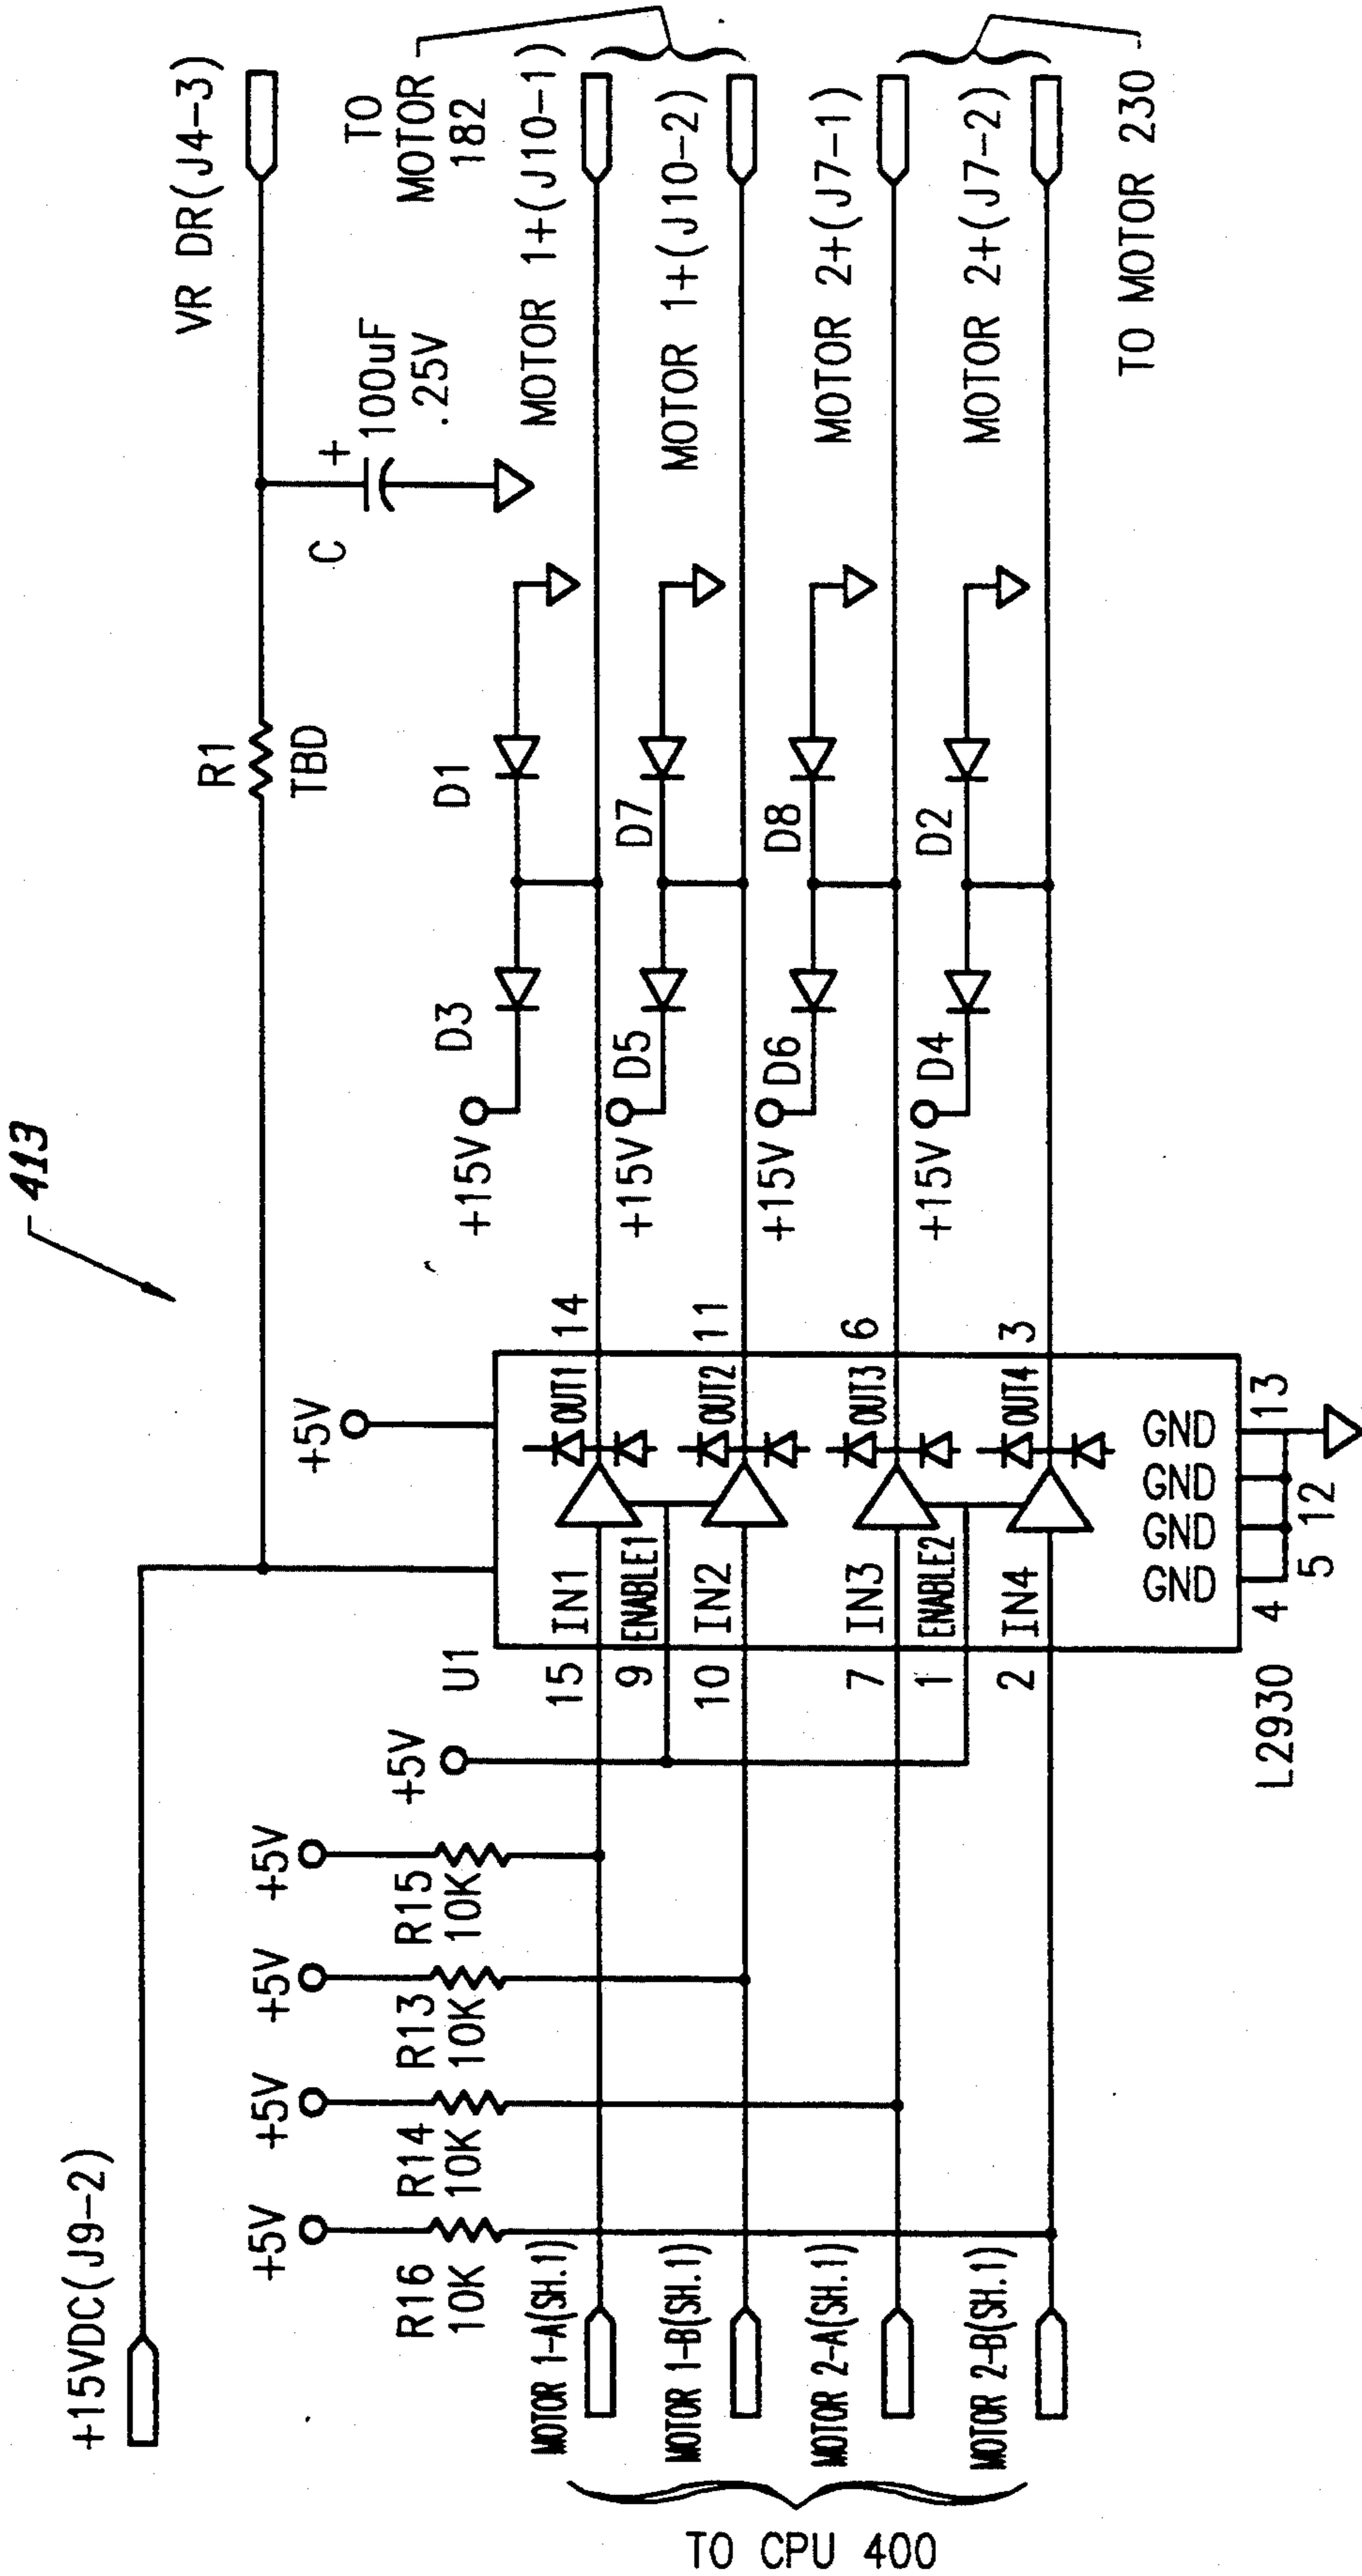 413
+15VDC(J9-2)
VR DR(J4-3)
R1
TBD
C
+
100uF
.25V
TO
MOTOR
182
+5V
+5V
+5V
+5V
R16
10K
R14
10K
R13
10K
R15
10K
+5V
+5V
U1
+15V
D3
D1
MOTOR 1-A(SH.1)
15
IN1
OUT1
14
MOTOR 1+(J10-1)
9
ENABLE1
+15V
D5
D7
MOTOR 1-B(SH.1)
10
IN2
OUT2
11
MOTOR 1+(J10-2)
+15V
D6
D8
MOTOR 2-A(SH.1)
7
IN3
OUT3
6
MOTOR 2+(J7-1)
1
ENABLE2
+15V
D4
D2
MOTOR 2-B(SH.1)
2
IN4
OUT4
3
MOTOR 2+(J7-2)
TO CPU 400
TO MOTOR 230
GND GND GND GND
4 5 12 13
L2930